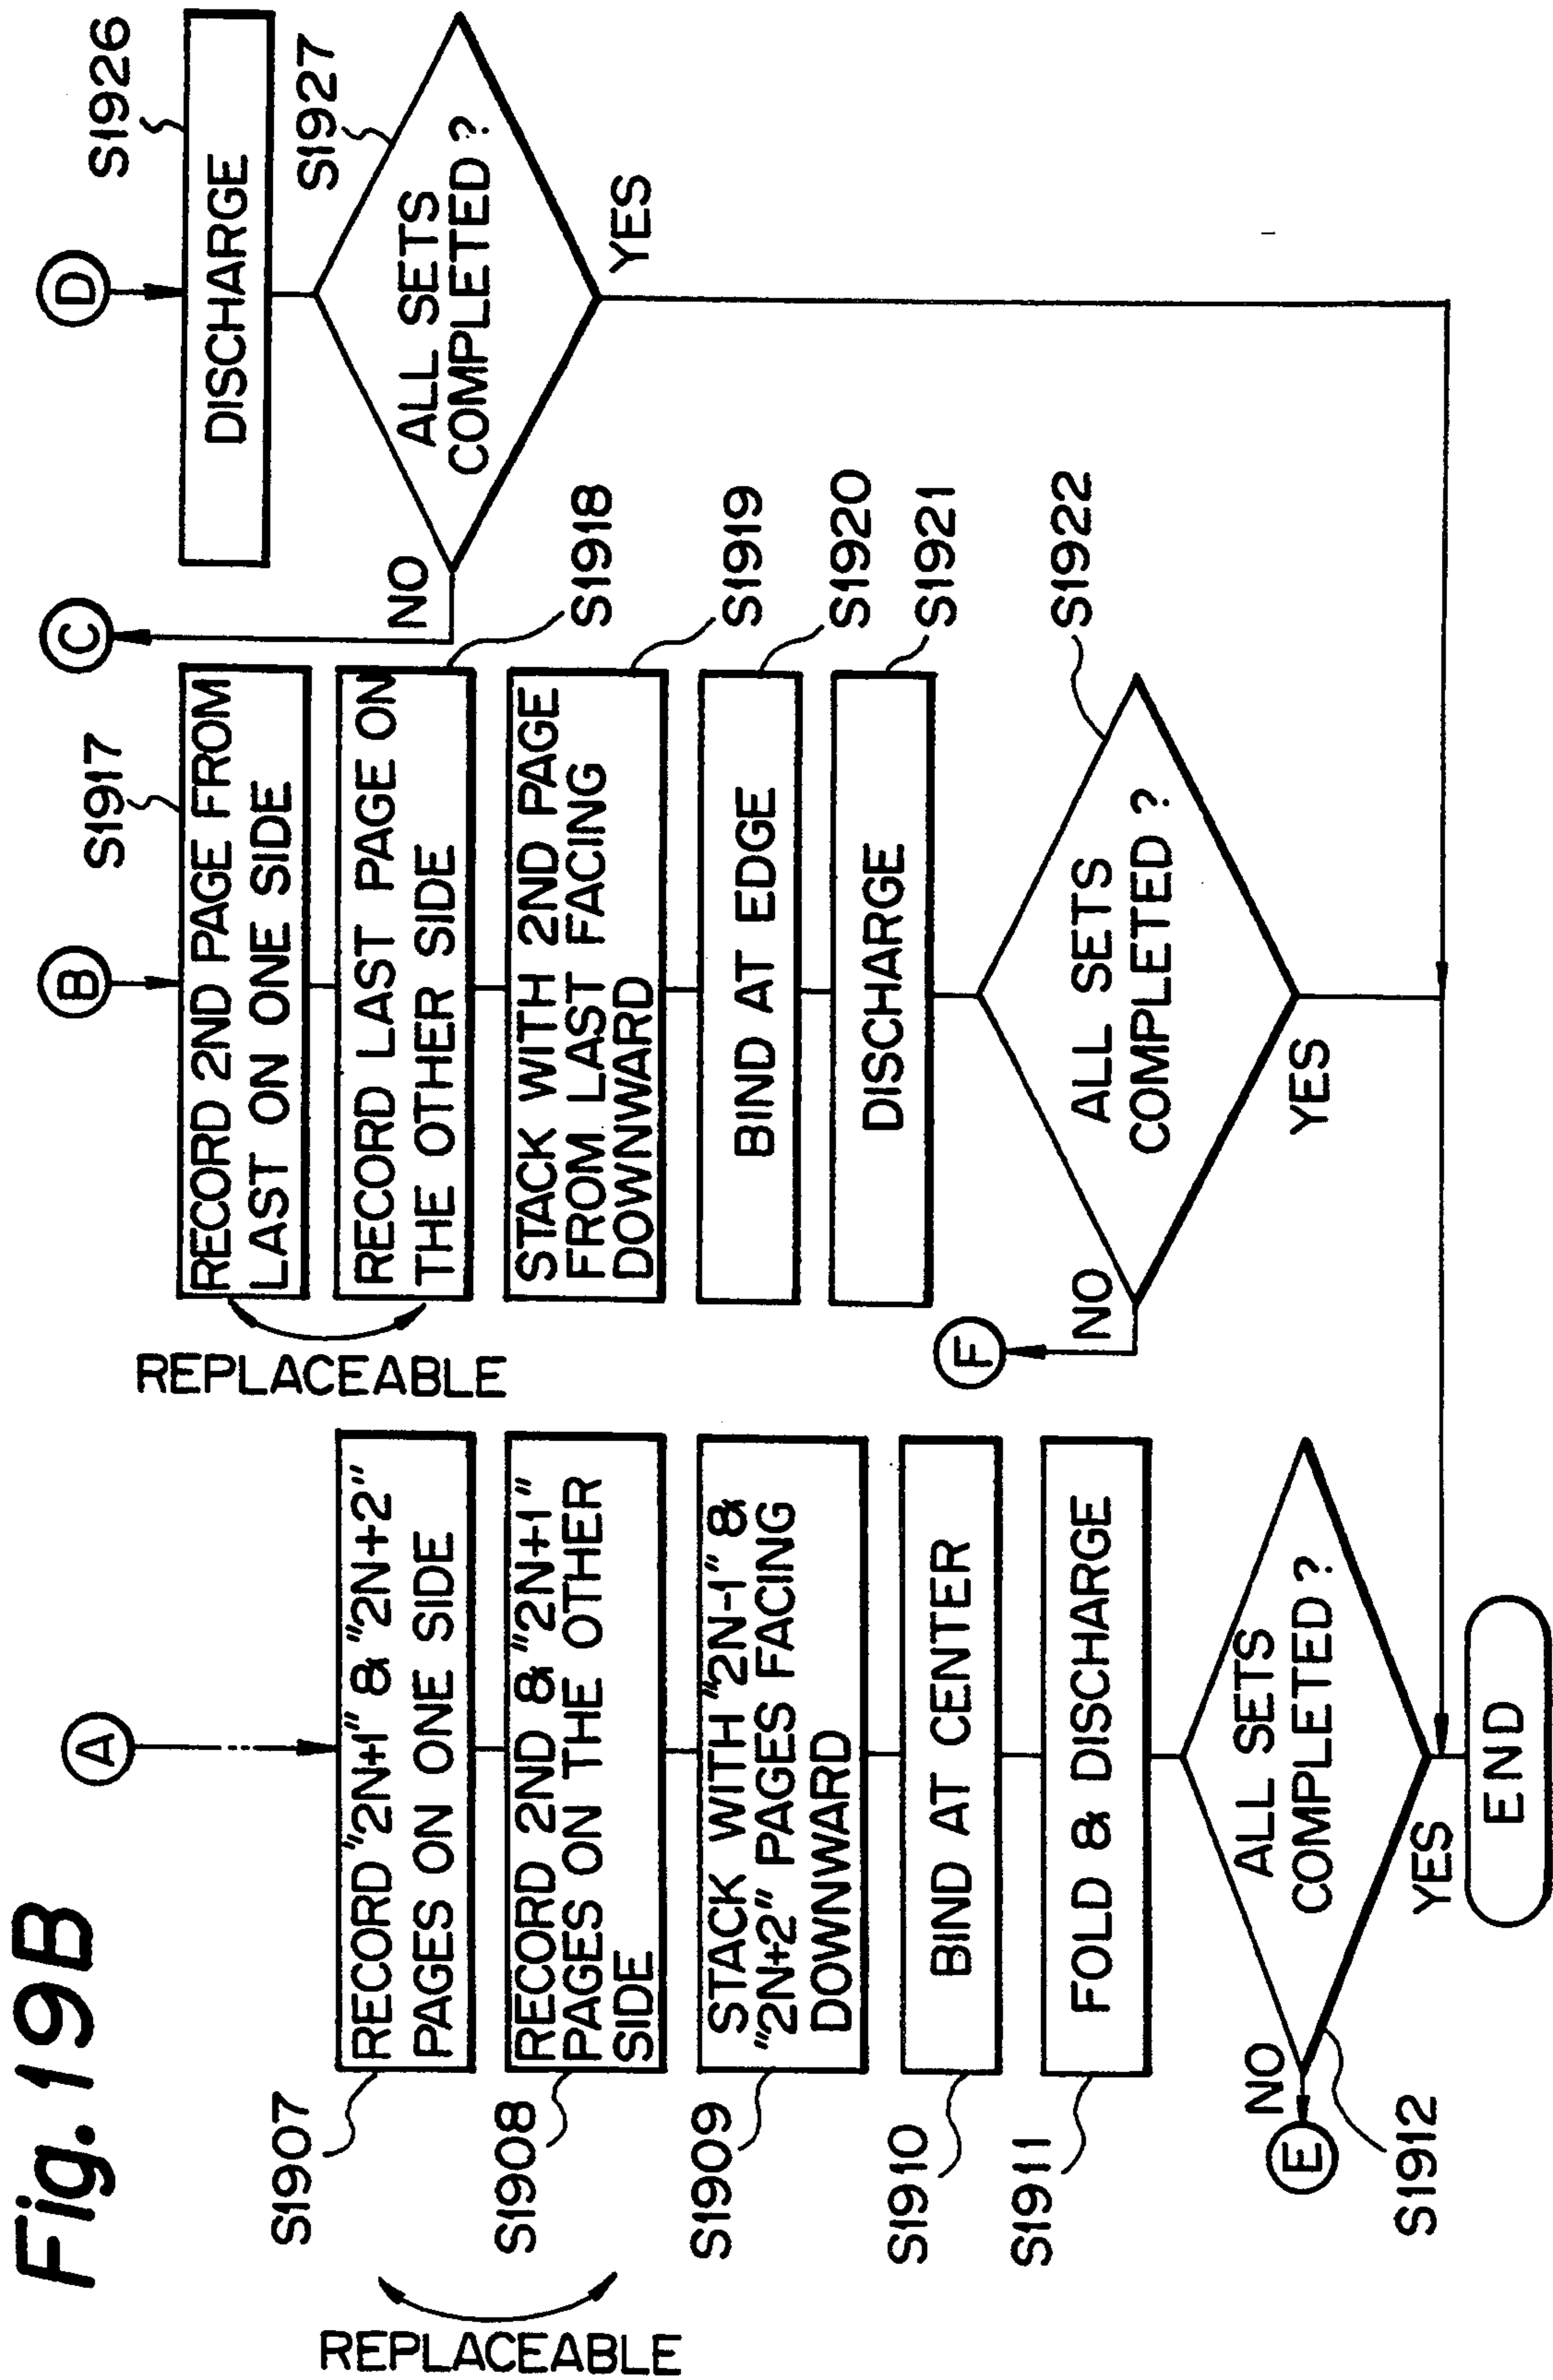 Fig. 19B
A
S1907
RECORD "2N+1" & "2N+2"
PAGES ON ONE SIDE
S1908
RECORD 2ND & "2N+1"
PAGES ON THE OTHER
SIDE
REPLACEABLE
S1909
STACK WITH "2N-1" &
"2N+2" PAGES FACING
DOWNWARD
S1910
BIND AT CENTER
S1911
FOLD & DISCHARGE
ALL SETS
COMPLETED ?
NO
E
S1912
YES
END
B
S1917
RECORD 2ND PAGE FROM
LAST ON ONE SIDE
RECORD LAST PAGE ON
THE OTHER SIDE
S1918
REPLACEABLE
STACK WITH 2ND PAGE
FROM LAST FACING
DOWNWARD
S1919
BIND AT EDGE
S1920
DISCHARGE
S1921
ALL SETS
COMPLETED ?
S1922
NO
F
YES
D
S1926
DISCHARGE
S1927
ALL SETS
COMPLETED ?
NO
C
YES